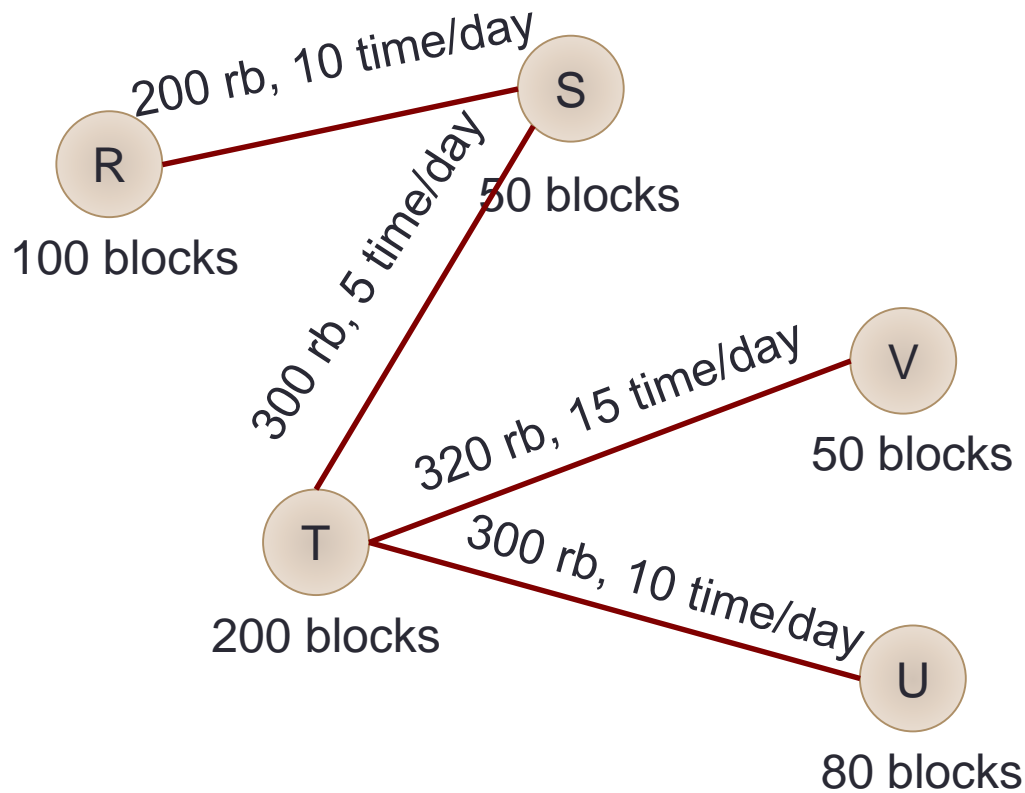 200 rb, 10 time/day
S
R
50 blocks
100 blocks
300 rb, 5 time/day
V
320 rb, 15 time/day
50 blocks
T
300 rb, 10 time/day
200 blocks
U
80 blocks